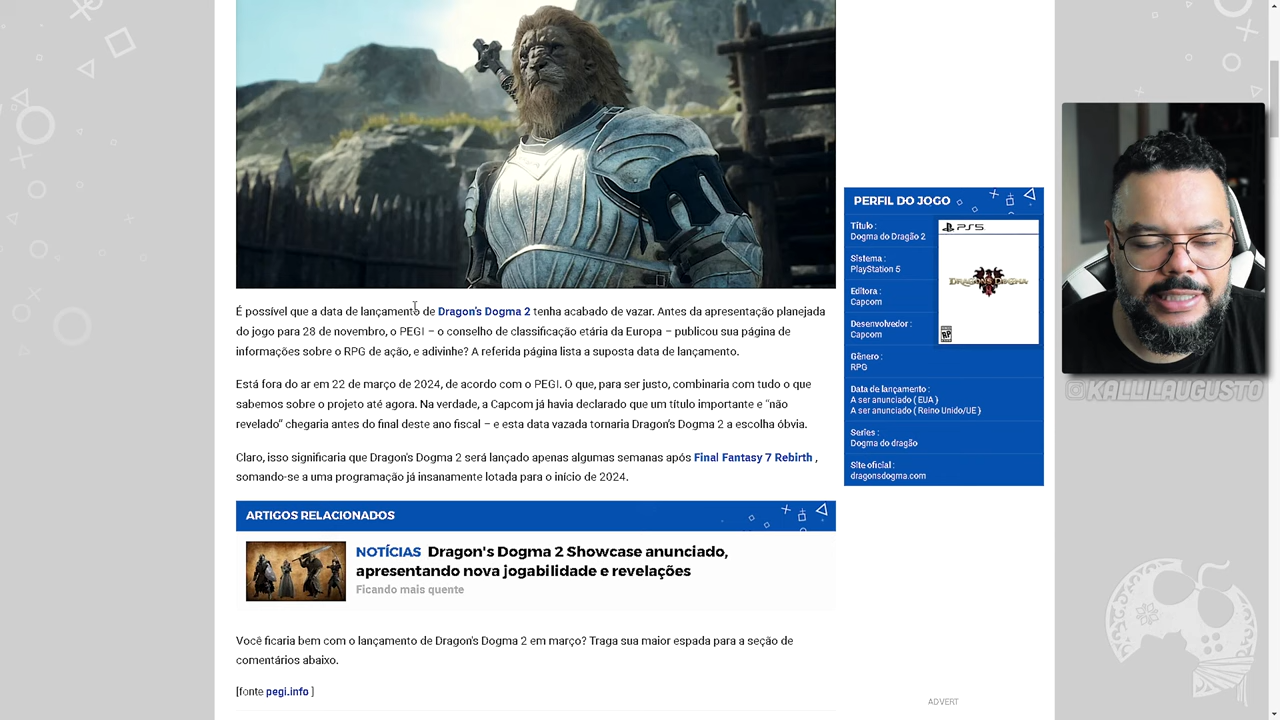 É possível que a data de lançamento de Dragon's Dogma 2 tenha acabado de vazar. Antes da apresentação planejada
do jogo para 28 de novembro, o PEGI – o conselho de classificação etária da Europa – publicou sua página de
informações sobre o RPG de ação, e adivinhe? A referida página lista a suposta data de lançamento.
Está fora do ar em 22 de março de 2024, de acordo com o PEGI. O que, para ser justo, combinaria com tudo o que
sabemos sobre o projeto até agora. Na verdade, a Capcom já havia declarado que um título importante e "não
revelado" chegaria antes do final deste ano fiscal – e esta data vazada tornaria Dragon's Dogma 2 a escolha óbvia.
Claro, isso significaria que Dragon's Dogma 2 será lançado apenas algumas semanas após Final Fantasy 7 Rebirth ,
somando-se a uma programação já insanamente lotada para o início de 2024.
ARTIGOS RELACIONADOS
NOTÍCIAS Dragon's Dogma 2 Showcase anunciado,
apresentando nova jogabilidade e revelações
Ficando mais quente
Você ficaria bem com o lançamento de Dragon's Dogma 2 em março? Traga sua maior espada para a seção de
comentários abaixo.
[fonte pegi.info ]
PERFIL DO JOGO
Título :
Dogma do Dragão 2
Sistema :
PlayStation 5
Editora :
Capcom
Desenvolvedor :
Capcom
Gênero :
RPG
Data de lançamento :
A ser anunciado ( EUA )
A ser anunciado ( Reino Unido/UE )
Series :
Dogma do dragão
Site oficial :
dragonsdogma.com
PS5
DRAGON'S DOGMA
RP
ADVERT
@KALLILAUGUSTO